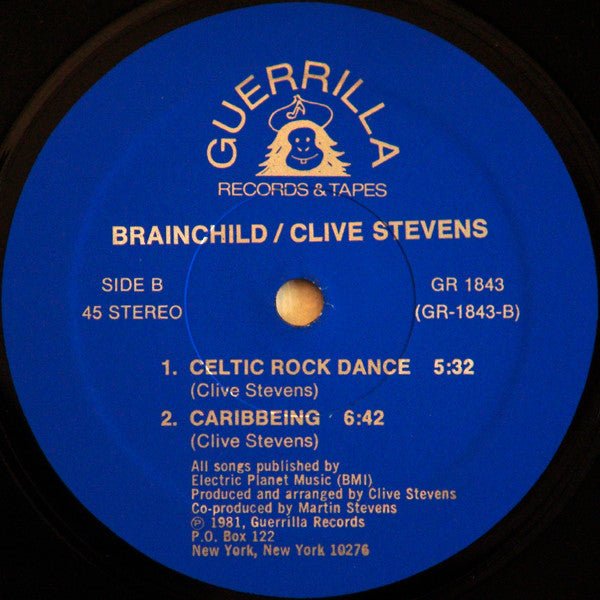 GUERRILLA
RECORDS & TAPES
BRAINCHILD / CLIVE STEVENS
SIDE B
45 STEREO
GR 1843
(GR-1843-B)
1. CELTIC ROCK DANCE 5:32
(Clive Stevens)
2. CARIBBEING 6:42
(Clive Stevens)
All songs published by
Electric Planet Music (BMI)
Produced and arranged by Clive Stevens
Co-produced by Martin Stevens
℗ 1981, Guerrilla Records
P.O. Box 122
New York, New York 10276